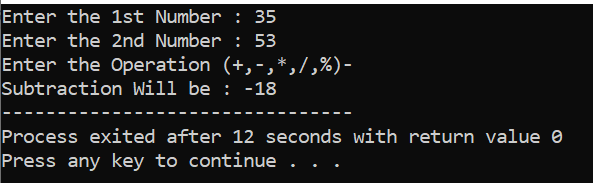 Enter the 1st Number : 35
Enter the 2nd Number : 53
Enter the Operation (+,-,*,/,%)-
Subtraction Will be : -18
--------------------------------
Process exited after 12 seconds with return value 0
Press any key to continue . . .